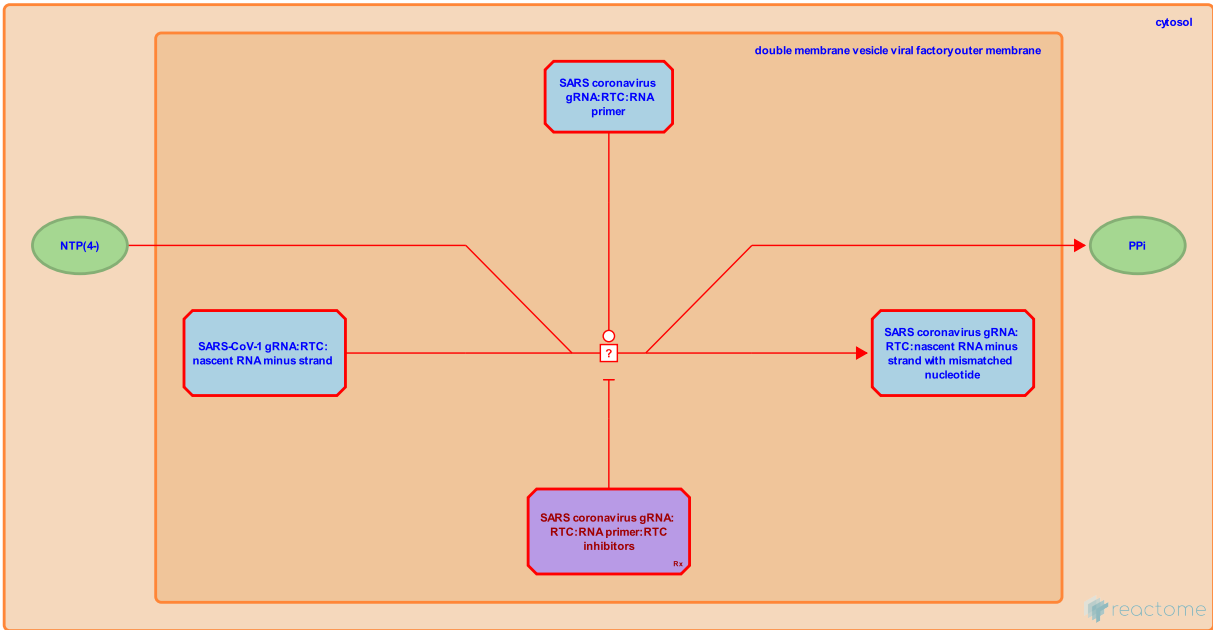 cytosol
double membrane vesicle viral factory outer membrane
SARS coronavirus
gRNA:RTC:RNA
primer
NTP(4-)
PPi
SARS-CoV-1 gRNA:RTC:
nascent RNA minus strand
?
SARS coronavirus gRNA:
RTC:nascent RNA minus
strand with mismatched
nucleotide
SARS coronavirus gRNA:
RTC:RNA primer:RTC
inhibitors
Rx
reactome